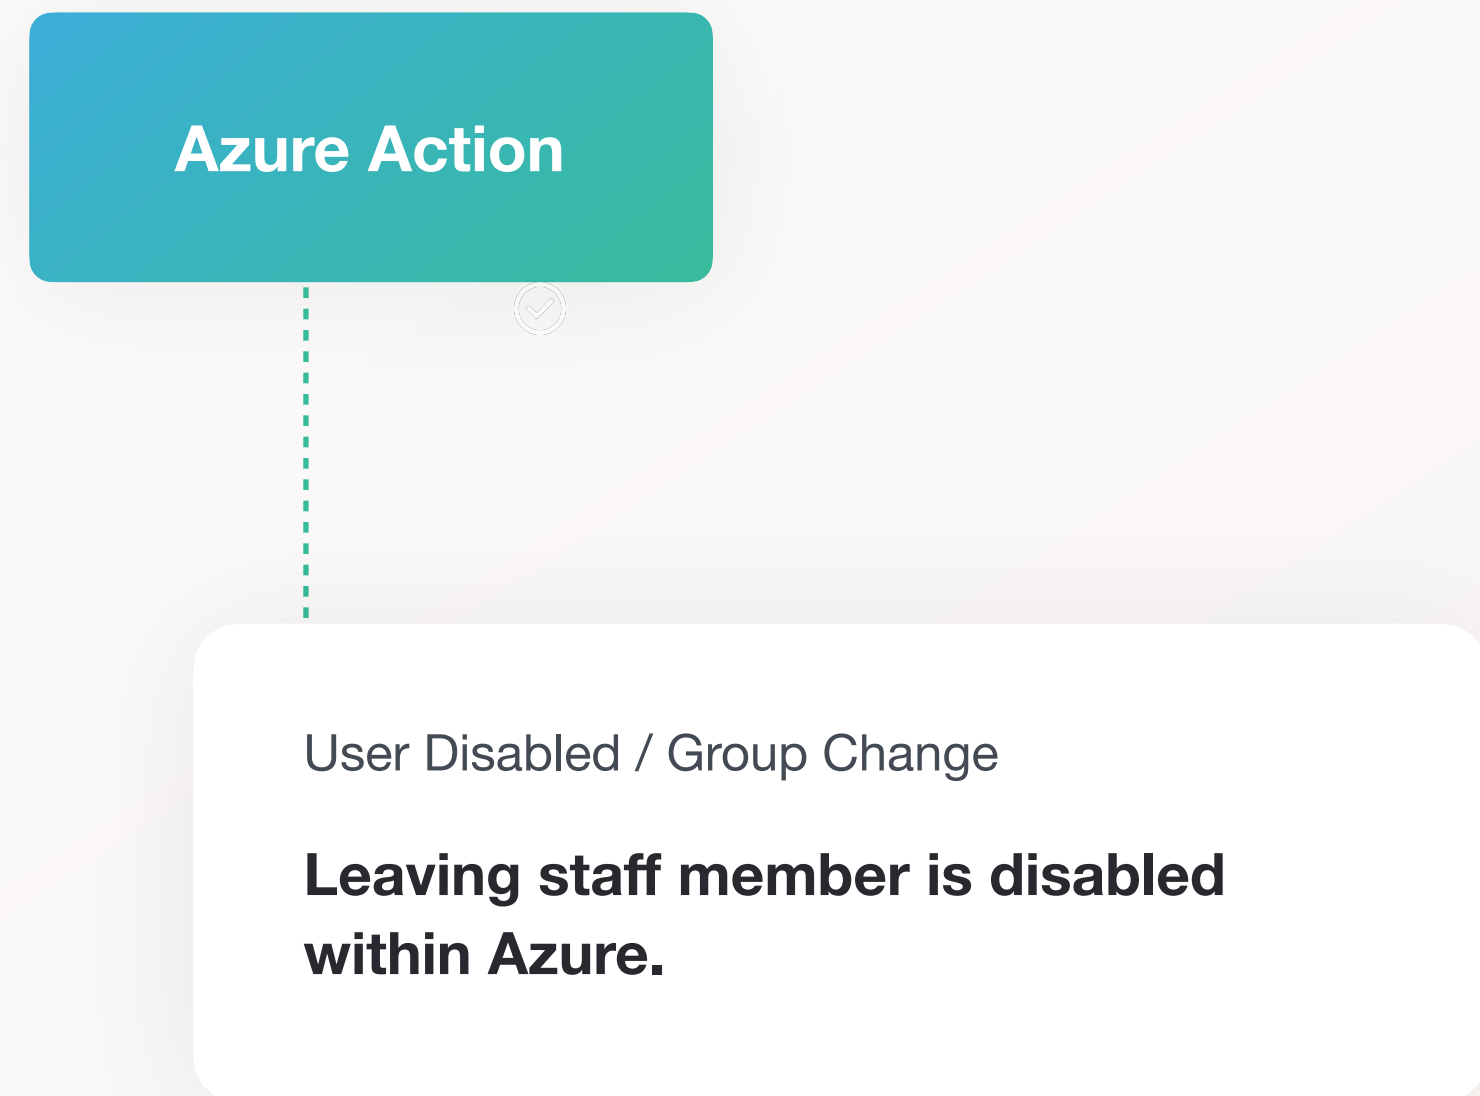 Azure Action
User Disabled / Group Change
Leaving staff member is disabled
within Azure.